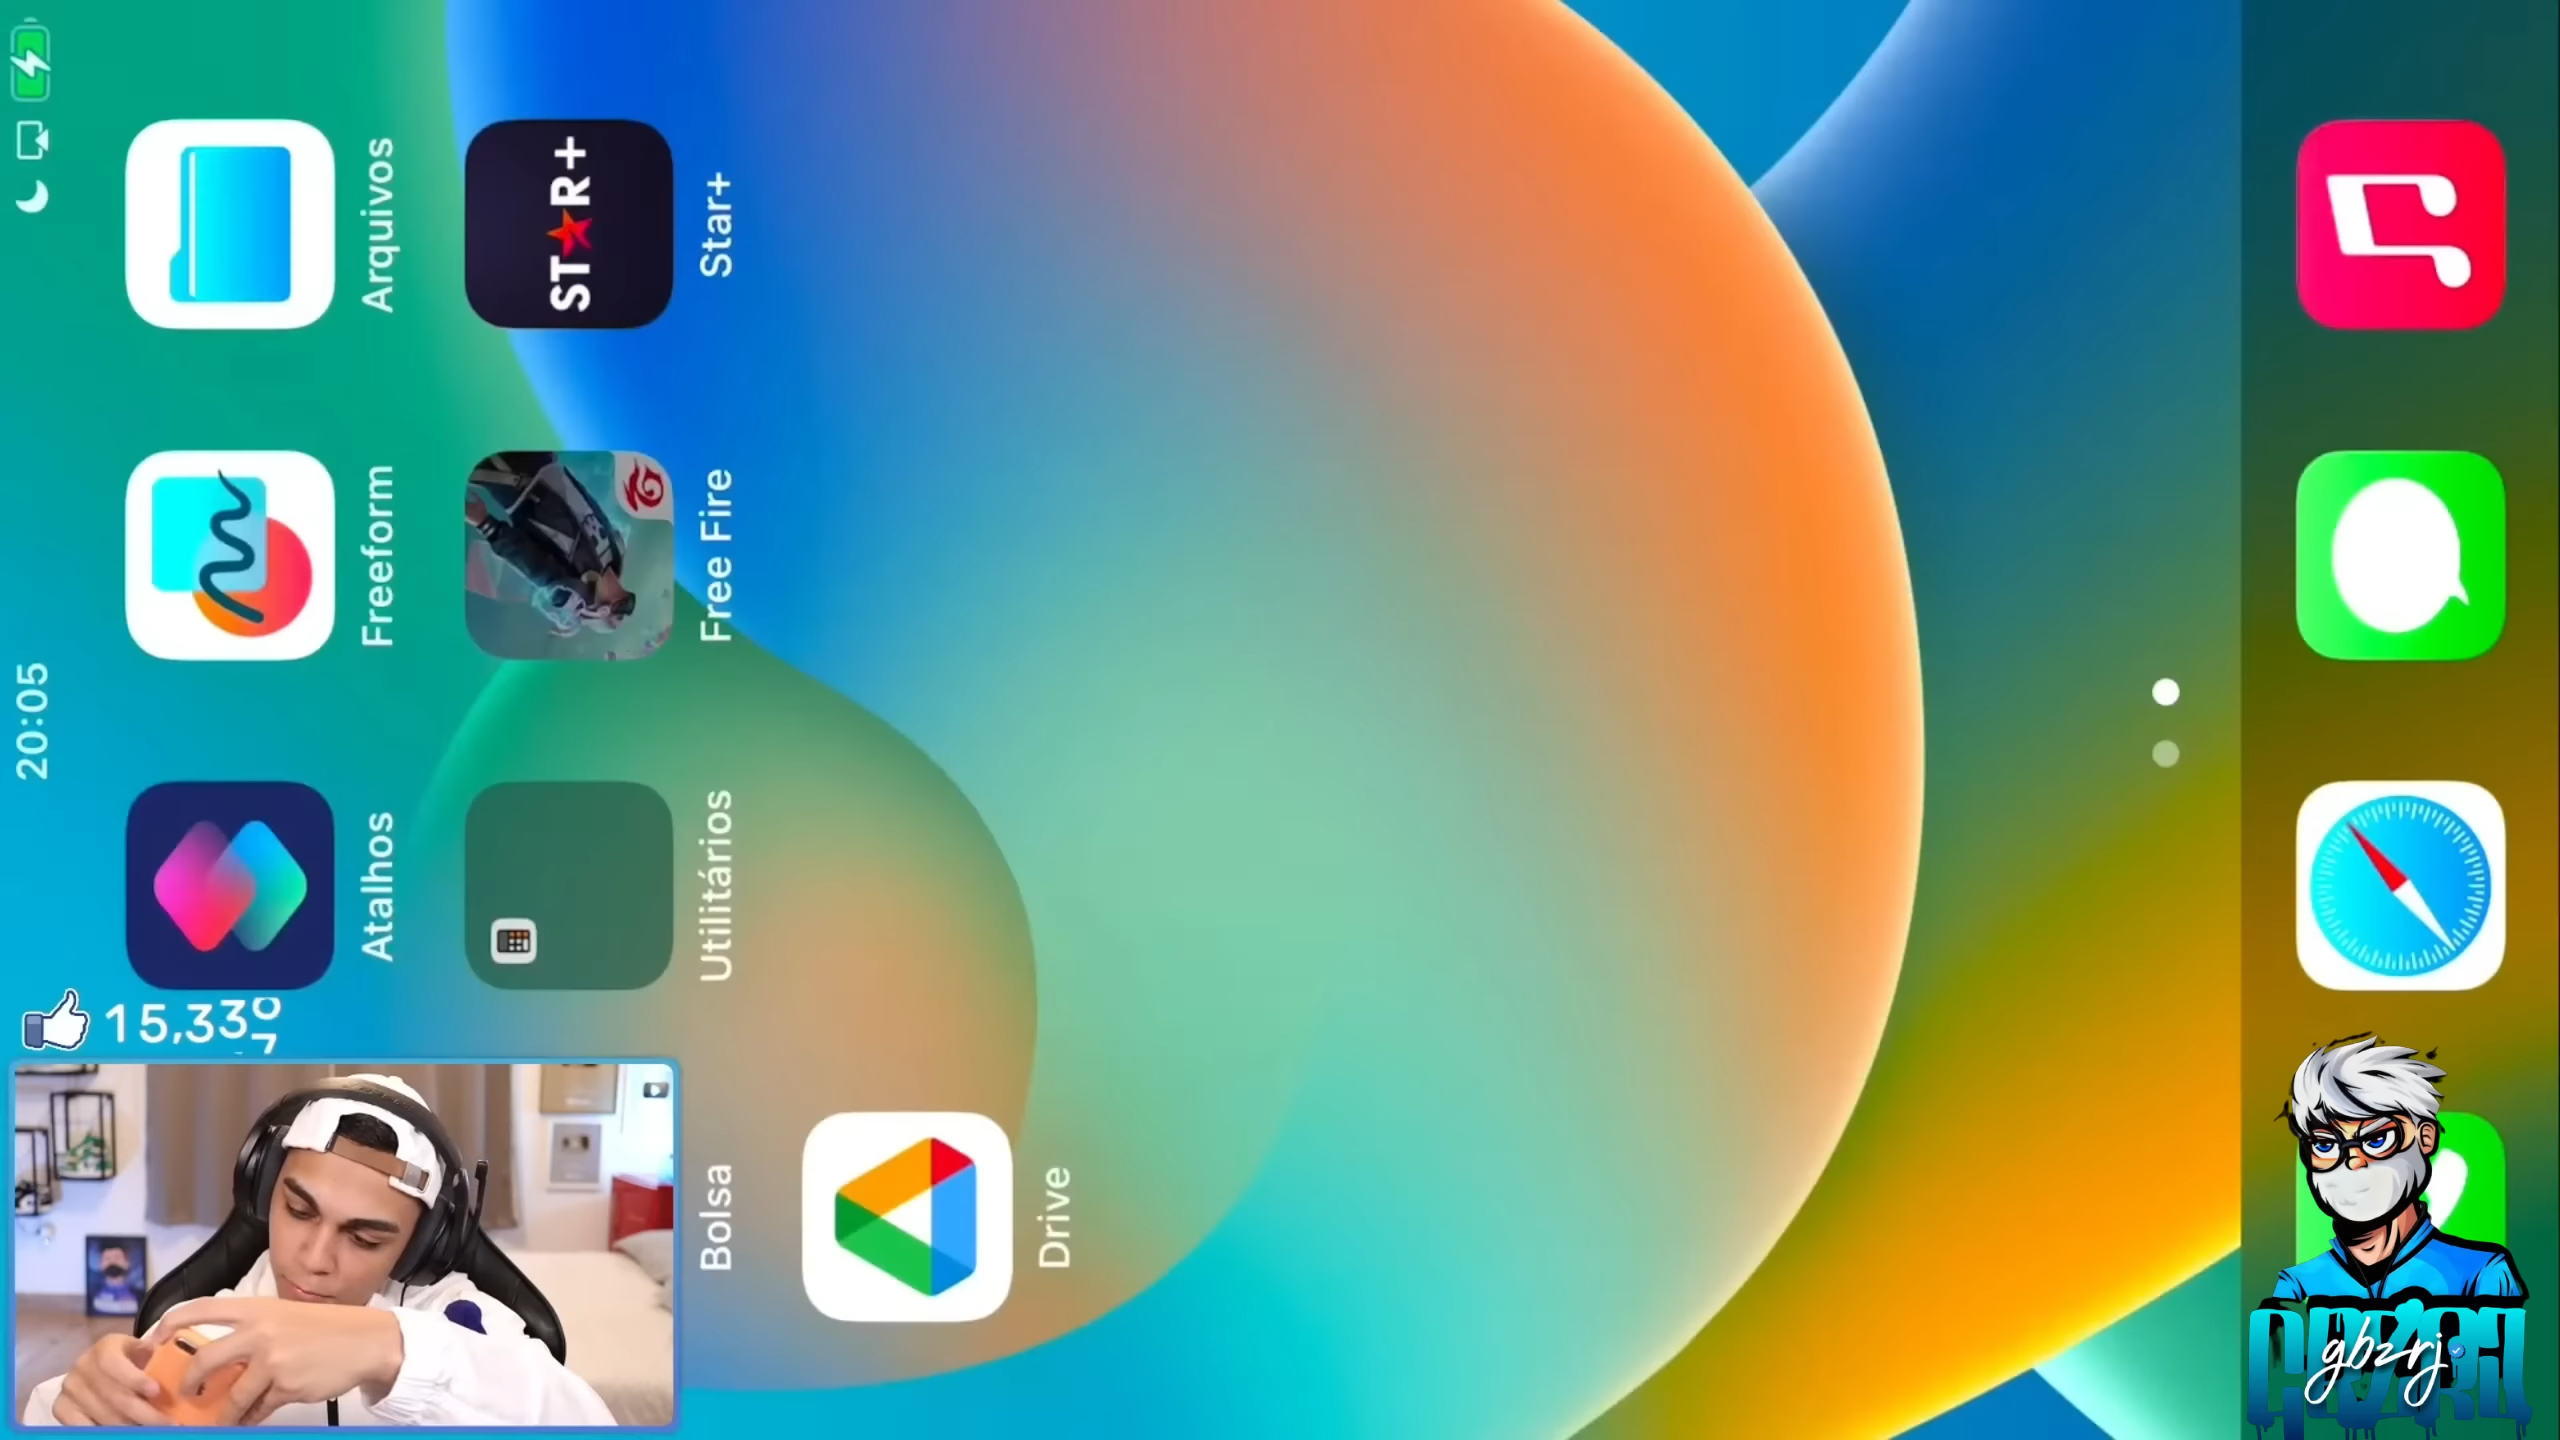 20:05
Atalhos
Freeform
Arquivos
ST★R+
Utilitários
Free Fire
Star+
Bolsa
Drive
15,33
gbzrj